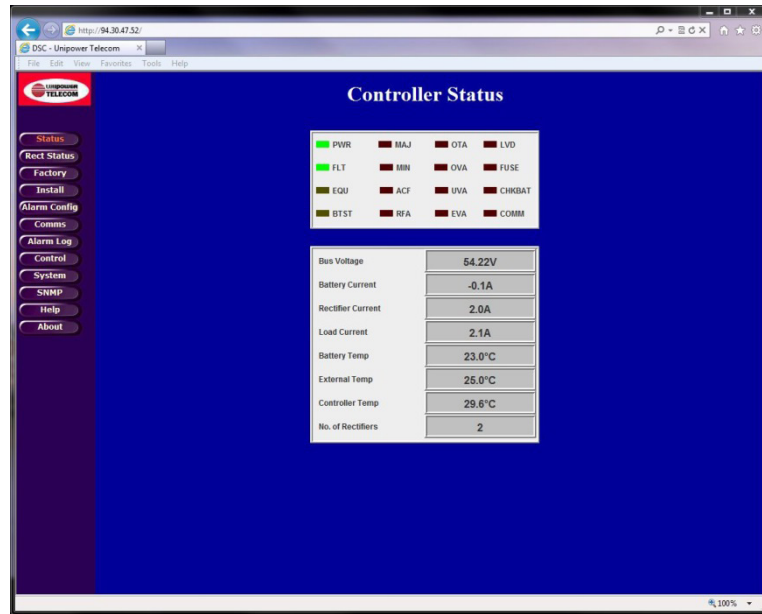 http://94.30.47.52/
DSC - Unipower Telecom
File Edit View Favorites Tools Help
UNIPOWER
TELECOM
Controller Status
Status
Rect Status
Factory
Install
Alarm Config
Comms
Alarm Log
Control
System
SNMP
Help
About
PWR MAJ OTA LVD
FLT MIN OVA FUSE
EQU ACF UVA CHKBAT
BTST RFA EVA COMM
Bus Voltage 54.22V
Battery Current -0.1A
Rectifier Current 2.0A
Load Current 2.1A
Battery Temp 23.0°C
External Temp 25.0°C
Controller Temp 29.6°C
No. of Rectifiers 2
100%